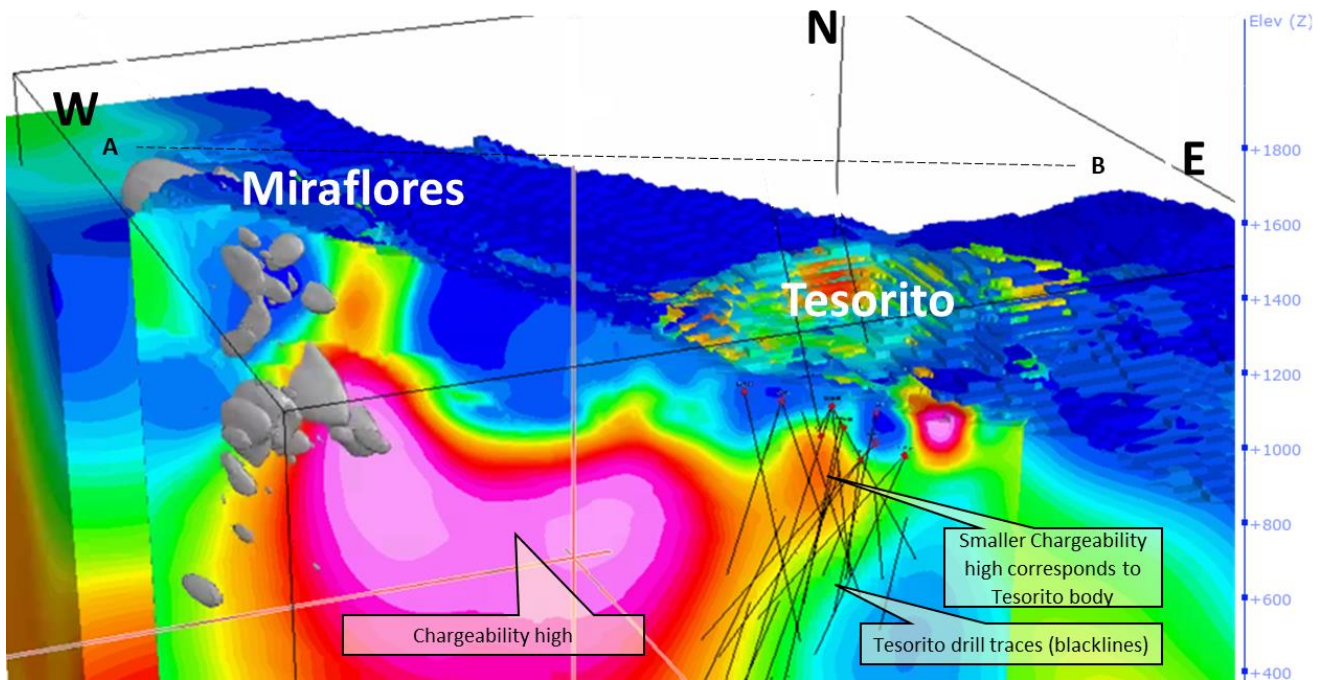 N
Elev (Z)
W
A
B
E
Miraflores
Tesorito
+1800
+1600
+1400
+1200
+1000
+800
+600
+400
Smaller Chargeability
high corresponds to
Tesorito body
Chargeability high
Tesorito drill traces (blacklines)